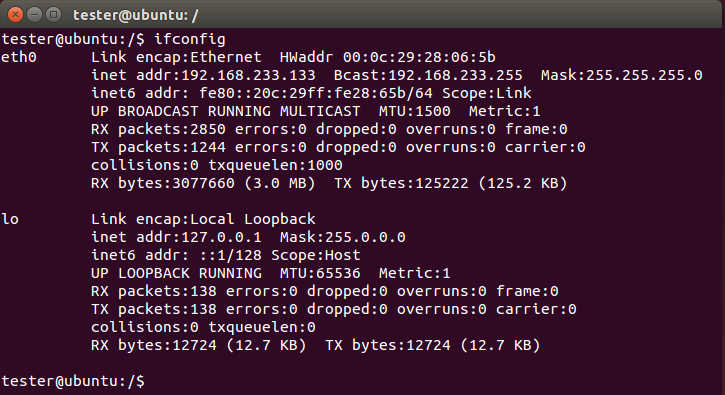 tester@ubuntu: /
tester@ubuntu:/$ ifconfig
eth0      Link encap:Ethernet  HWaddr 00:0c:29:28:06:5b
          inet addr:192.168.233.133  Bcast:192.168.233.255  Mask:255.255.255.0
          inet6 addr: fe80::20c:29ff:fe28:65b/64 Scope:Link
          UP BROADCAST RUNNING MULTICAST  MTU:1500  Metric:1
          RX packets:2850 errors:0 dropped:0 overruns:0 frame:0
          TX packets:1244 errors:0 dropped:0 overruns:0 carrier:0
          collisions:0 txqueuelen:1000
          RX bytes:3077660 (3.0 MB)  TX bytes:125222 (125.2 KB)

lo        Link encap:Local Loopback
          inet addr:127.0.0.1  Mask:255.0.0.0
          inet6 addr: ::1/128 Scope:Host
          UP LOOPBACK RUNNING  MTU:65536  Metric:1
          RX packets:138 errors:0 dropped:0 overruns:0 frame:0
          TX packets:138 errors:0 dropped:0 overruns:0 carrier:0
          collisions:0 txqueuelen:0
          RX bytes:12724 (12.7 KB)  TX bytes:12724 (12.7 KB)

tester@ubuntu:/$